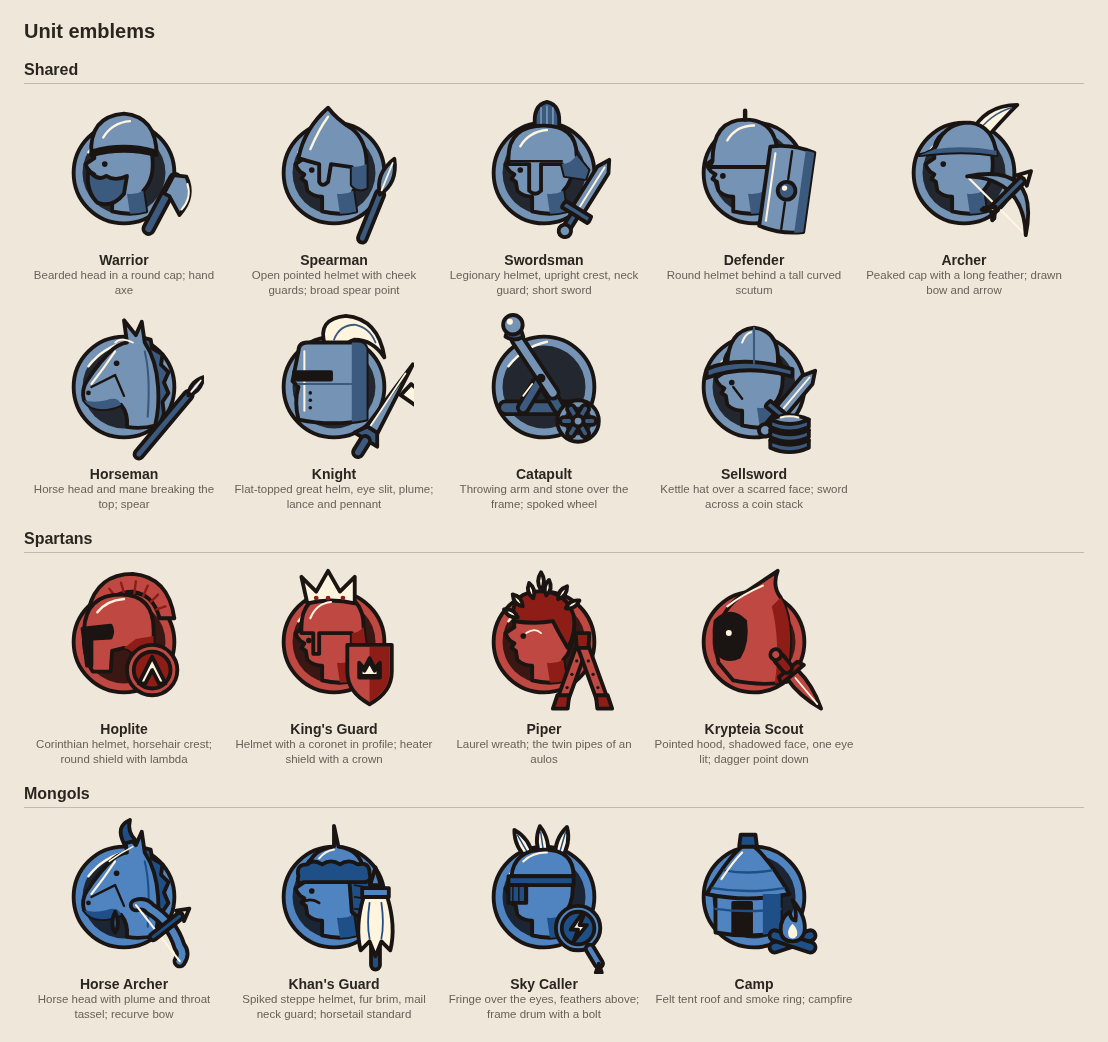 Unit emblems
Shared
Warrior
Bearded head in a round cap; hand
axe
Spearman
Open pointed helmet with cheek
guards; broad spear point
Swordsman
Legionary helmet, upright crest, neck
guard; short sword
Defender
Round helmet behind a tall curved
scutum
Archer
Peaked cap with a long feather; drawn
bow and arrow
Horseman
Horse head and mane breaking the
top; spear
Knight
Flat-topped great helm, eye slit, plume;
lance and pennant
Catapult
Throwing arm and stone over the
frame; spoked wheel
Sellsword
Kettle hat over a scarred face; sword
across a coin stack
Spartans
Hoplite
Corinthian helmet, horsehair crest;
round shield with lambda
King's Guard
Helmet with a coronet in profile; heater
shield with a crown
Piper
Laurel wreath; the twin pipes of an
aulos
Krypteia Scout
Pointed hood, shadowed face, one eye
lit; dagger point down
Mongols
Horse Archer
Horse head with plume and throat
tassel; recurve bow
Khan's Guard
Spiked steppe helmet, fur brim, mail
neck guard; horsetail standard
Sky Caller
Fringe over the eyes, feathers above;
frame drum with a bolt
Camp
Felt tent roof and smoke ring; campfire